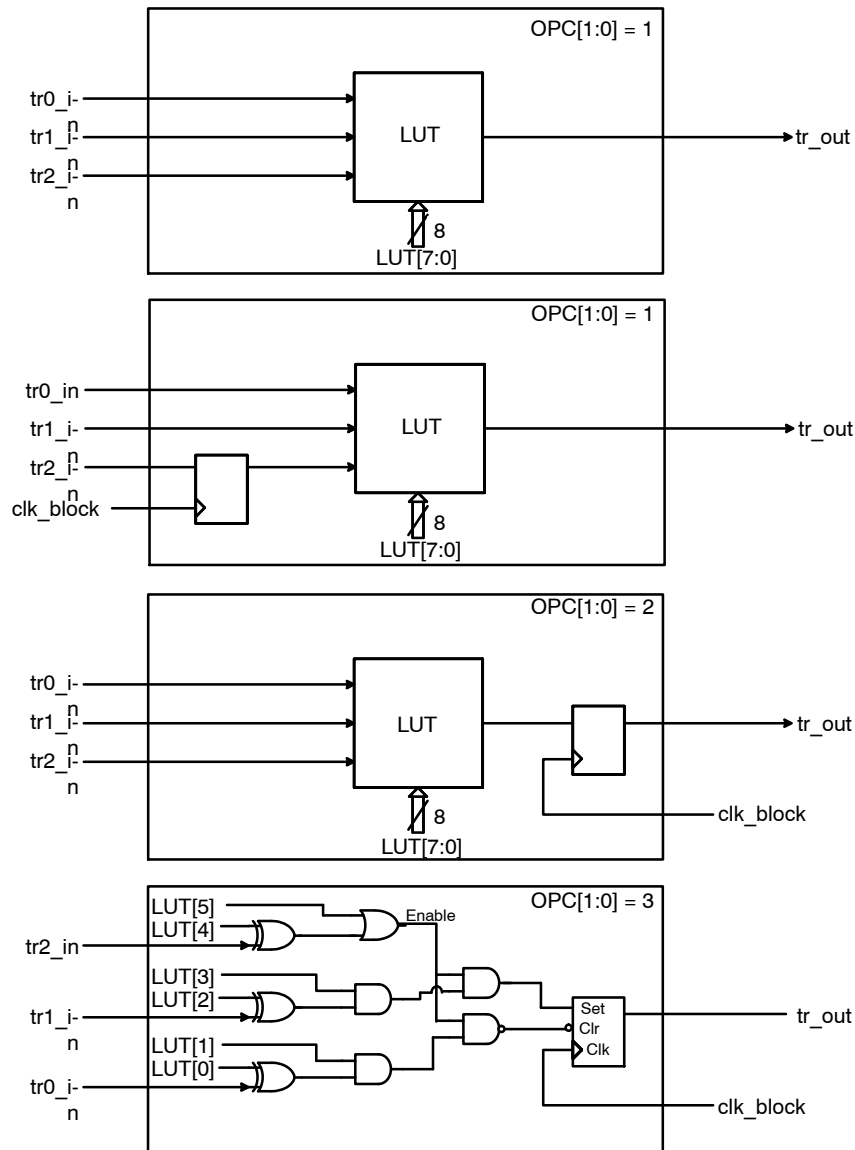 OPC[1:0] = 1
tr0_i-
n
tr1_i-
n
tr2_i-
n
LUT
tr_out
8
LUT[7:0]
OPC[1:0] = 1
tr0_in
tr1_i-
n
tr2_i-
n
clk_block
LUT
tr_out
8
LUT[7:0]
OPC[1:0] = 2
tr0_i-
n
tr1_i-
n
tr2_i-
n
LUT
tr_out
clk_block
8
LUT[7:0]
OPC[1:0] = 3
LUT[5]
Enable
LUT[4]
tr2_in
LUT[3]
LUT[2]
tr1_i-
n
LUT[1]
LUT[0]
tr0_i-
n
Set
Clr
Clk
tr_out
clk_block